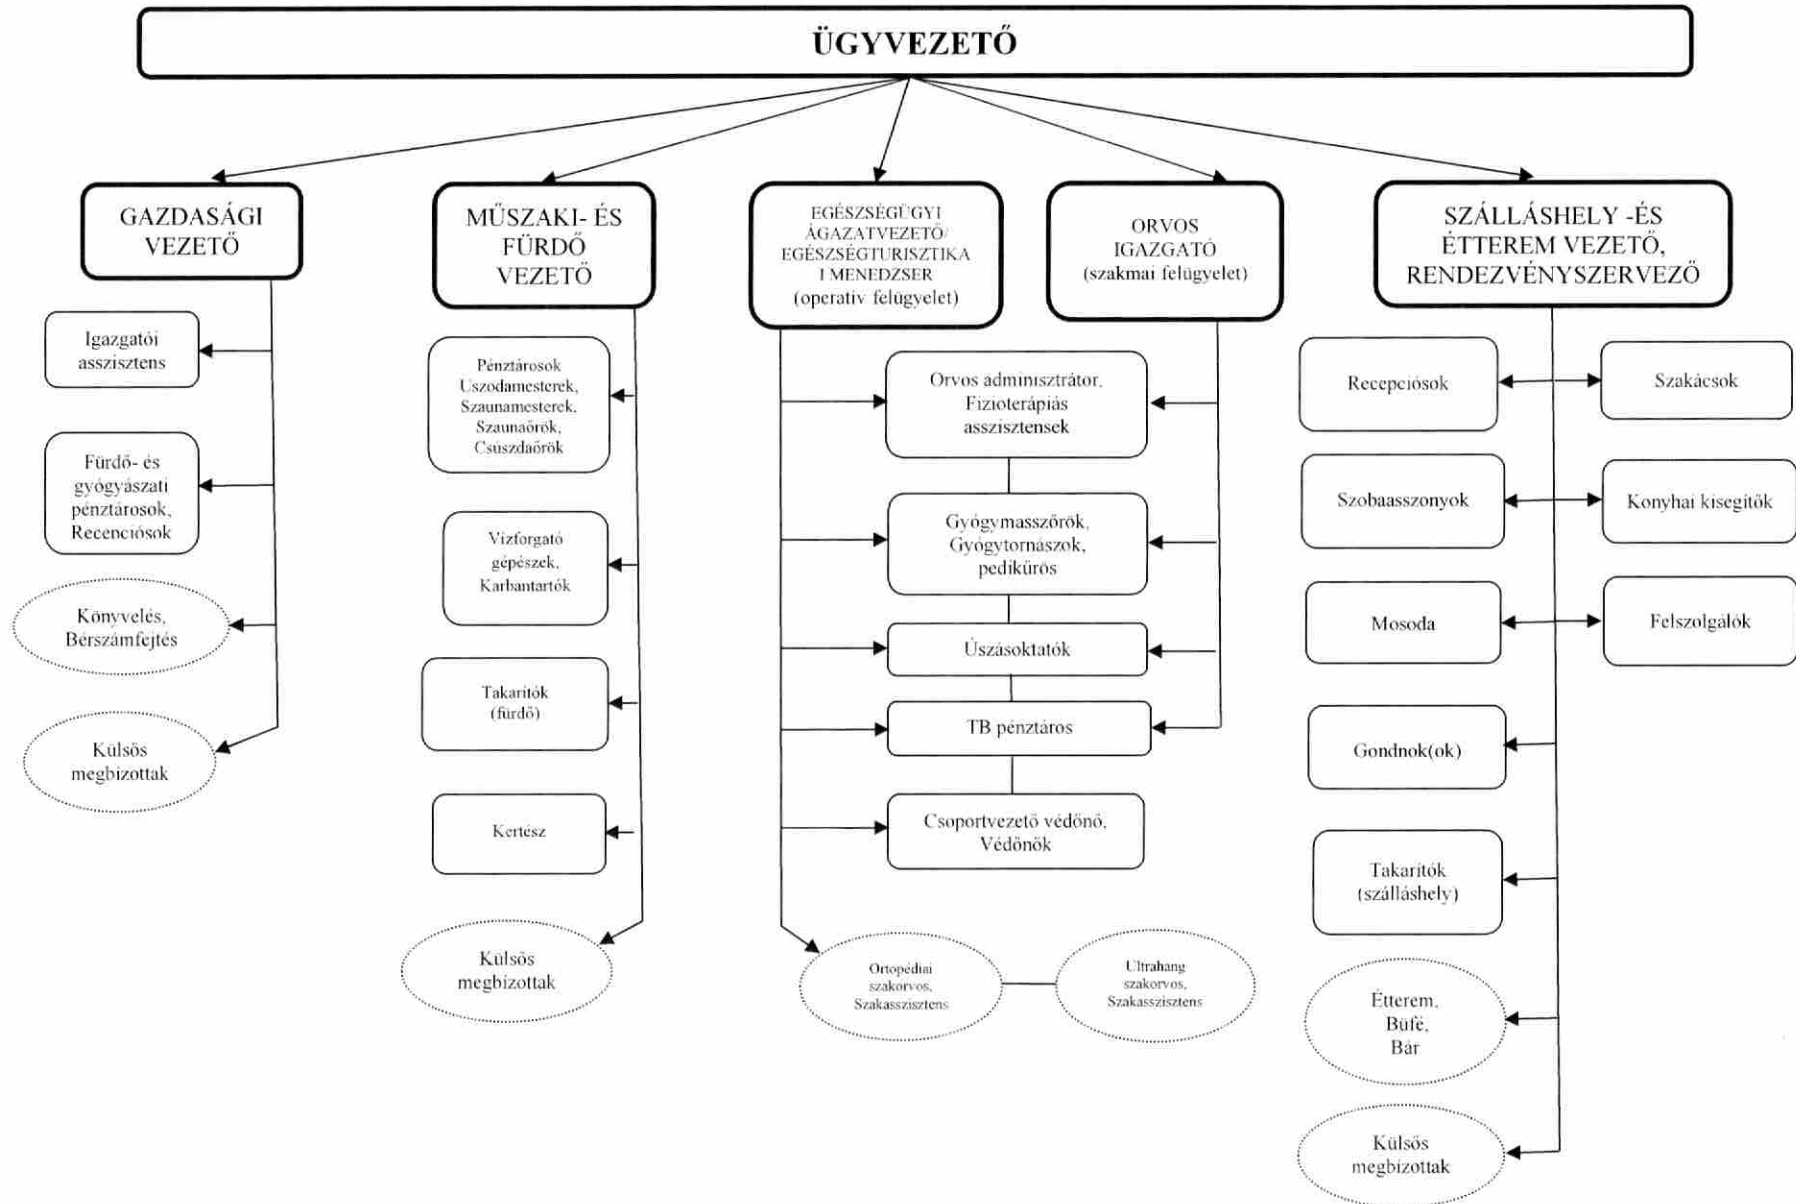 ÜGYVEZETŐ
GAZDASÁGI
VEZETŐ
Igazgatói
asszisztens
Fürdő- és
gyógyászati
pénztárosok,
Recenciósok
Könyvelés,
Bérszámfejtés
Külsős
megbízottak
MŰSZAKI- ÉS
FÜRDŐ
VEZETŐ
Pénztárosok
Uszodamesterek,
Szaunamesterek,
Szaunaőrök,
Csúszdaőrök
Vízforgató
gépészek,
Karbantartók
Takarítók
(fürdő)
Kertész
Külsős
megbízottak
EGÉSZSÉGÜGYI
ÁGAZATVEZETŐ/
EGÉSZSÉGTURISZTIKA
I MENEDZSER
(operatív felügyelet)
ORVOS
IGAZGATÓ
(szakmai felügyelet)
Orvos adminisztrátor,
Fizioterápiás
asszisztensek
Gyógymasszőrök,
Gyógytornászok,
pedikűrös
Úszásoktatók
TB pénztáros
Csoportvezető védőnő,
Védőnők
Ortopédiai
szakorvos,
Szakasszisztens
Ultrahang
szakorvos,
Szakasszisztens
SZÁLLÁSHELY -ÉS
ÉTTEREM VEZETŐ,
RENDEZVÉNYSZERVEZŐ
Recepciósok
Szakácsok
Szobaasszonyok
Konyhai kisegítők
Mosoda
Felszolgálók
Gondnok(ok)
Takarítók
(szálláshely)
Étterem,
Büfé,
Bár
Külsős
megbízottak